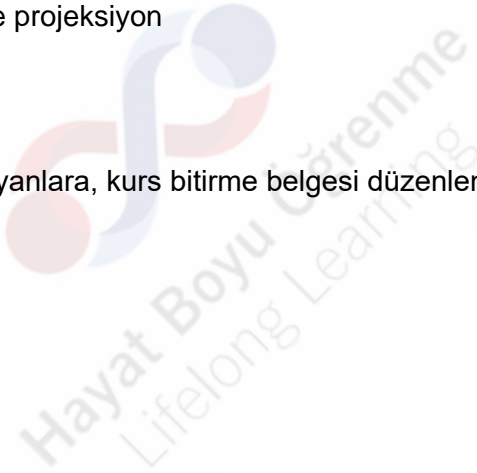 e projeksiyon
yanlara, kurs bitirme belgesi düzenler
Hayat Boyu Öğrenme
Lifelong Learning